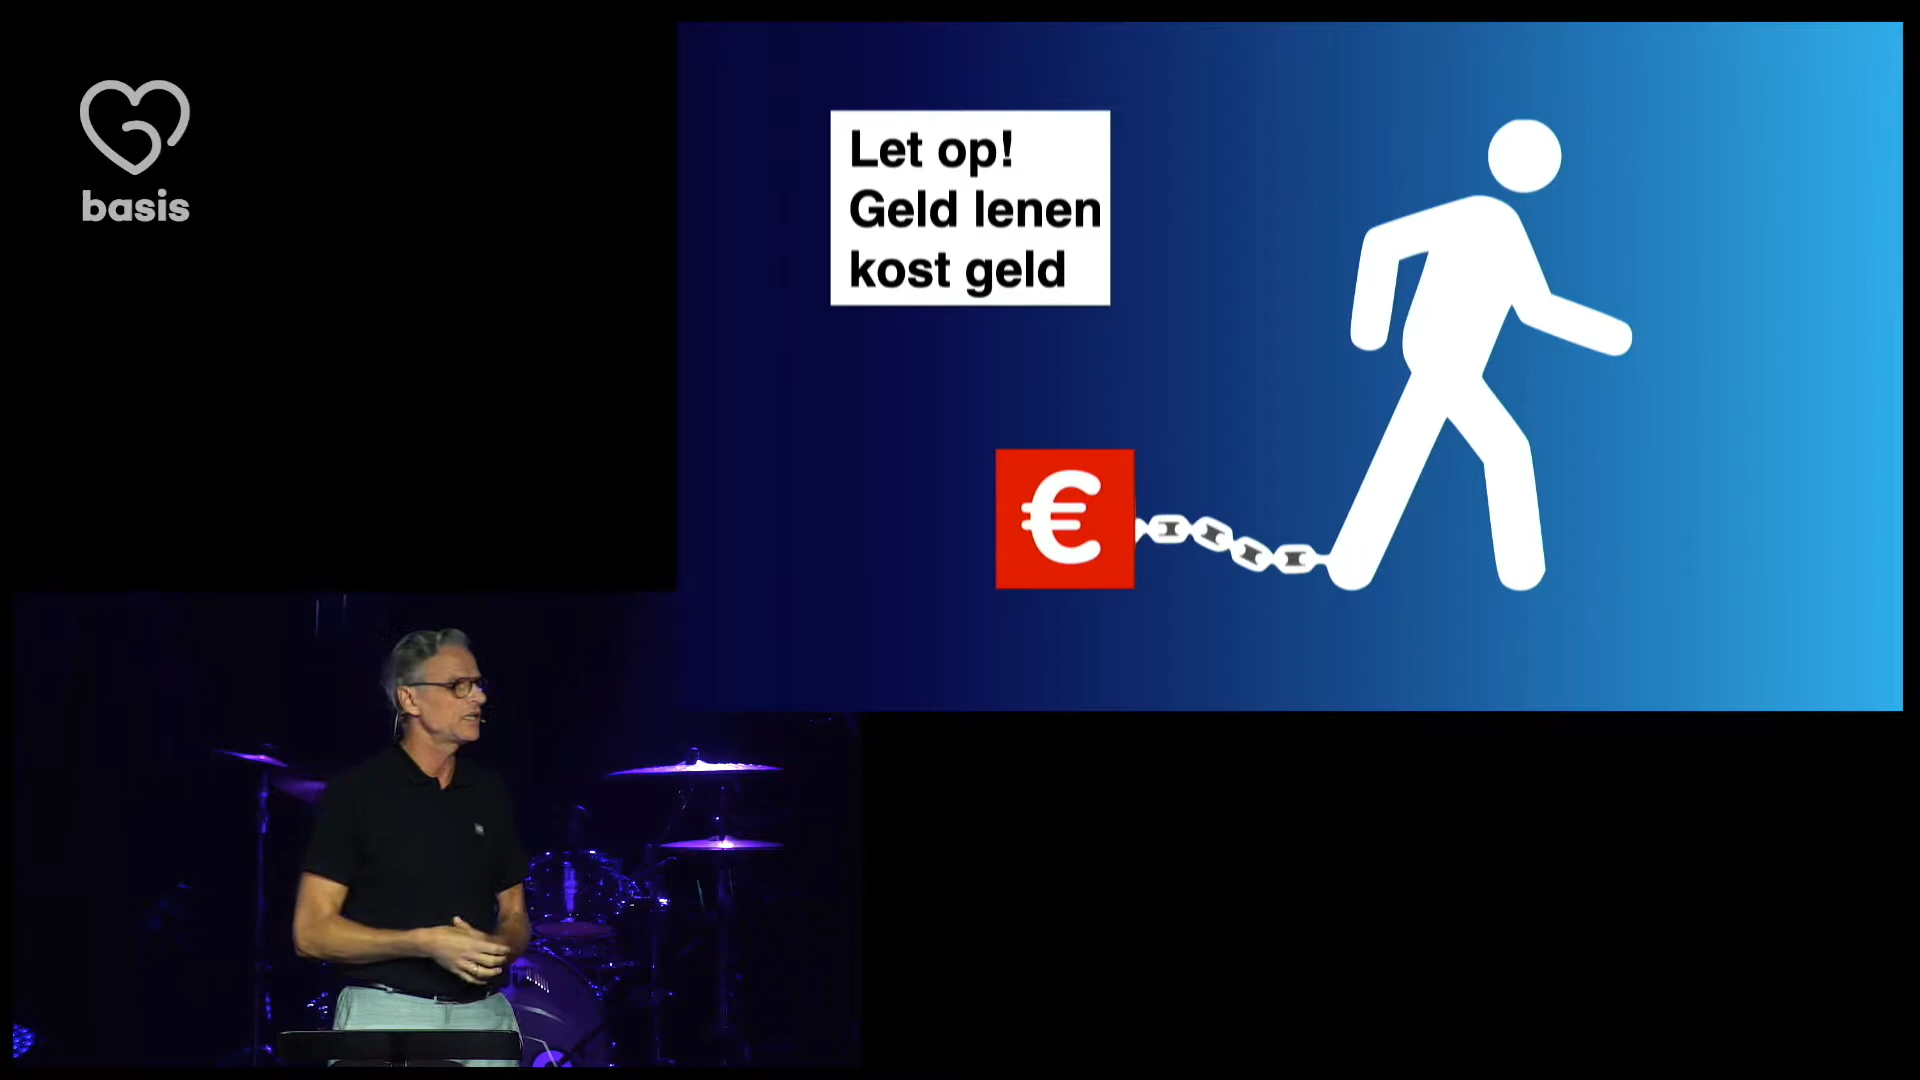 basis
Let op!
Geld lenen
kost geld
€